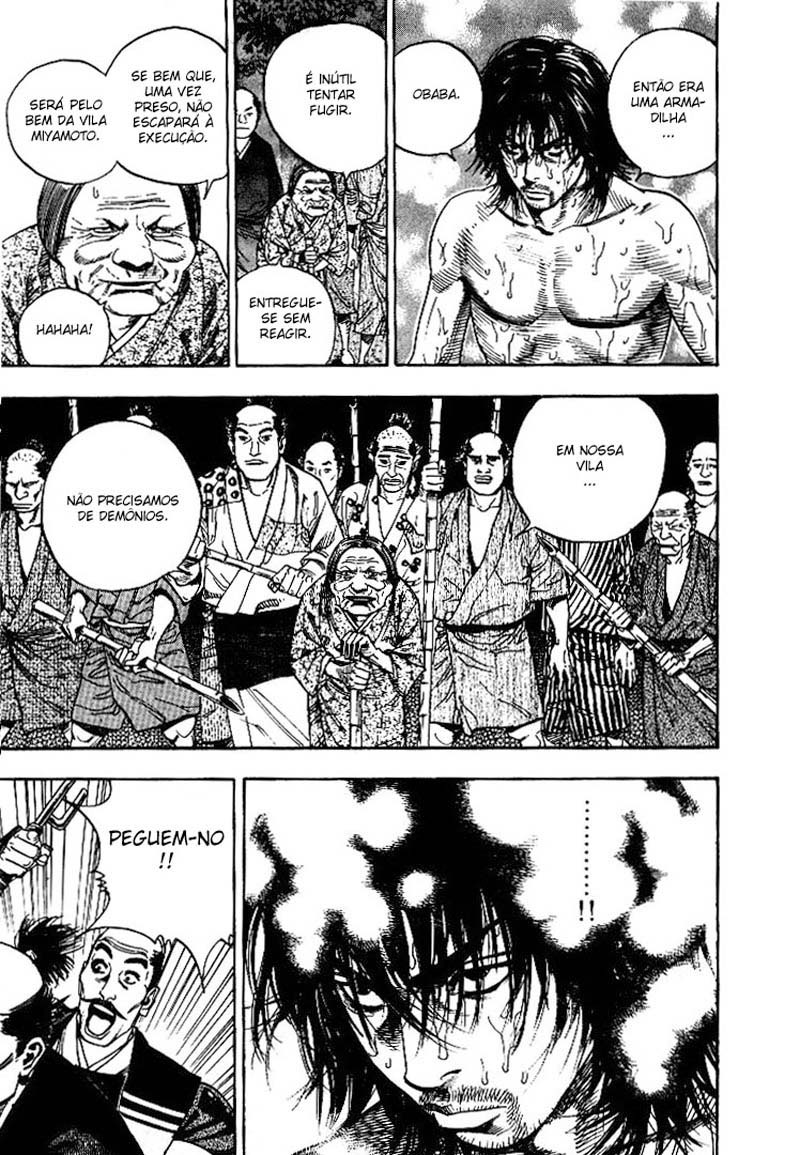 ENTÃO ERA
UMA ARMA-
DILHA
...
OBABA.
É INÚTIL
TENTAR
FUGIR.
ENTREGUE-
SE SEM
REAGIR.
SE BEM QUE,
UMA VEZ
PRESO, NÃO
ESCAPARÁ À
EXECUÇÃO.
SERÁ PELO
BEM DA VILA
MIYAMOTO.
HAHAHA!
EM NOSSA
VILA
...
NÃO PRECISAMOS
DE DEMÔNIOS.
..........!!
PEGUEM-NO
!!